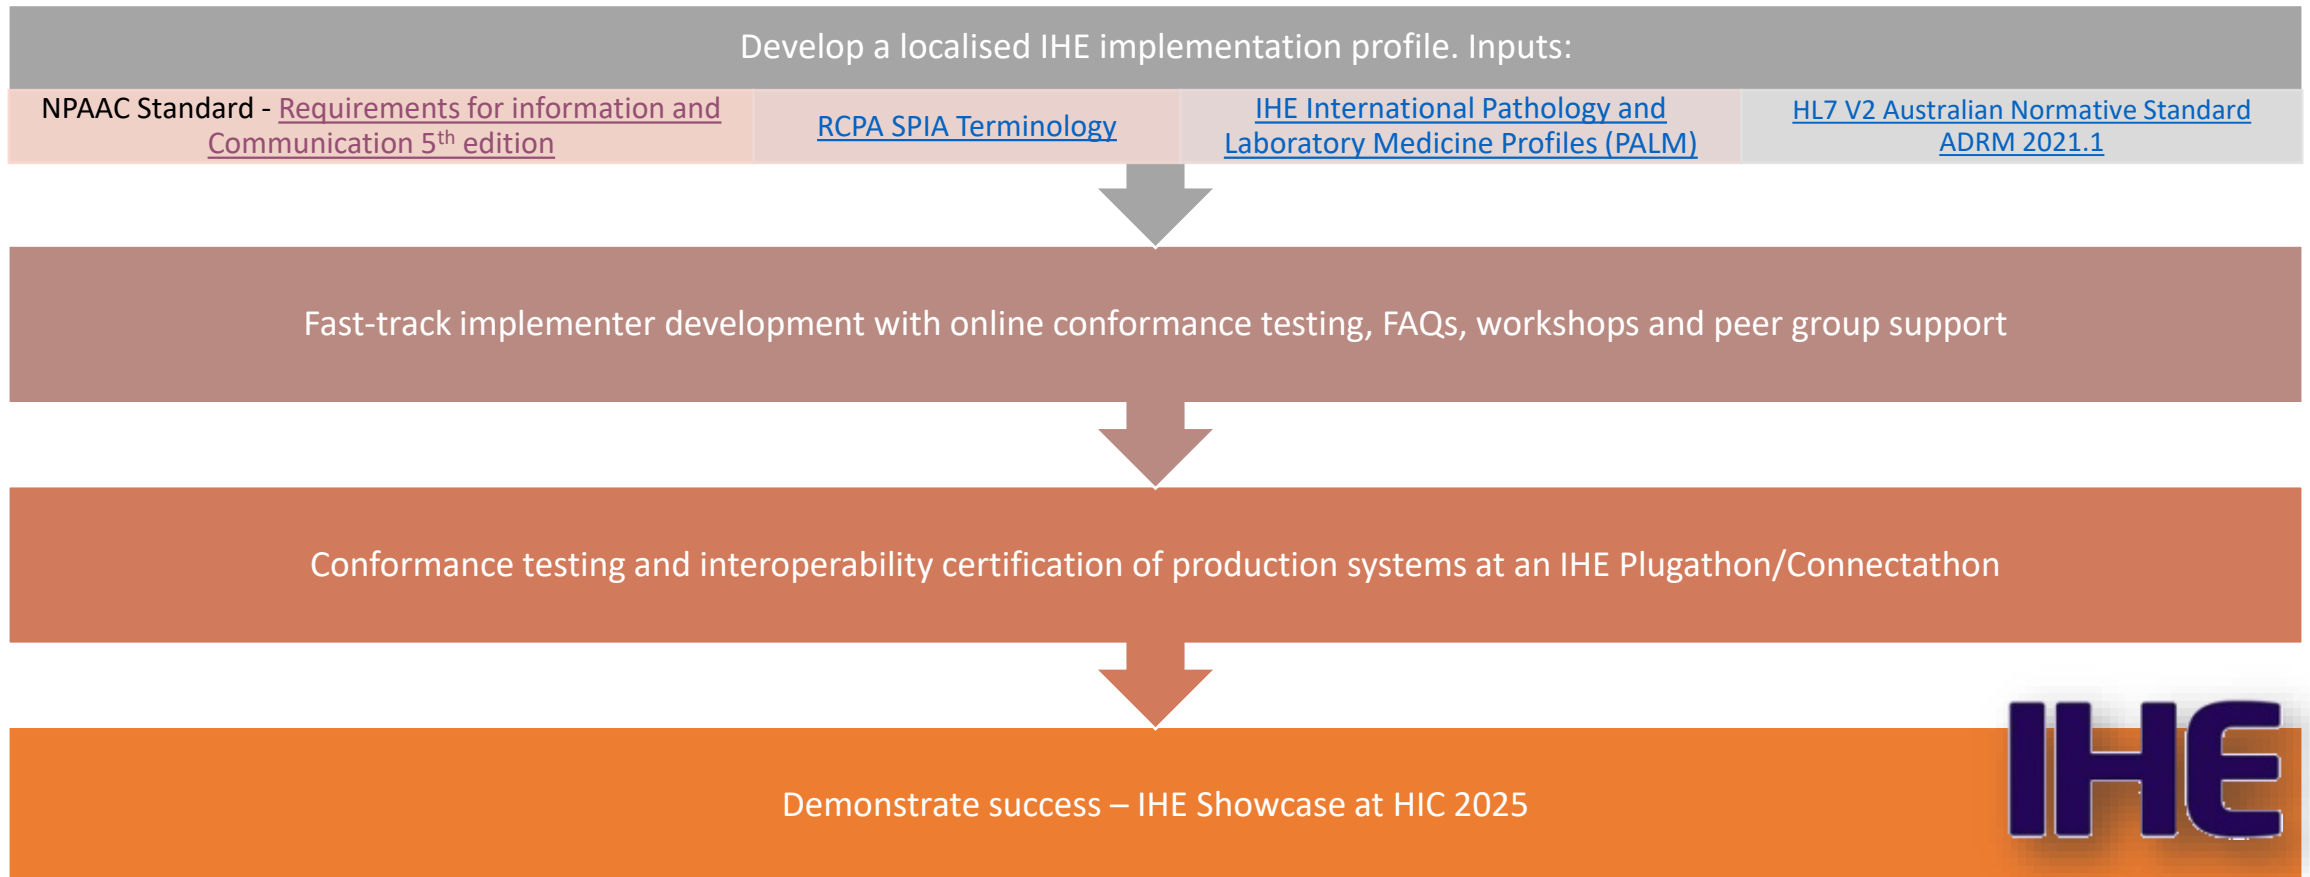 Develop a localised IHE implementation profile. Inputs:
NPAAC Standard - Requirements for information and
Communication 5th edition
RCPA SPIA Terminology
IHE International Pathology and
Laboratory Medicine Profiles (PALM)
HL7 V2 Australian Normative Standard
ADRM 2021.1
Fast-track implementer development with online conformance testing, FAQs, workshops and peer group support
Conformance testing and interoperability certification of production systems at an IHE Plugathon/Connectathon
Demonstrate success – IHE Showcase at HIC 2025
IHE